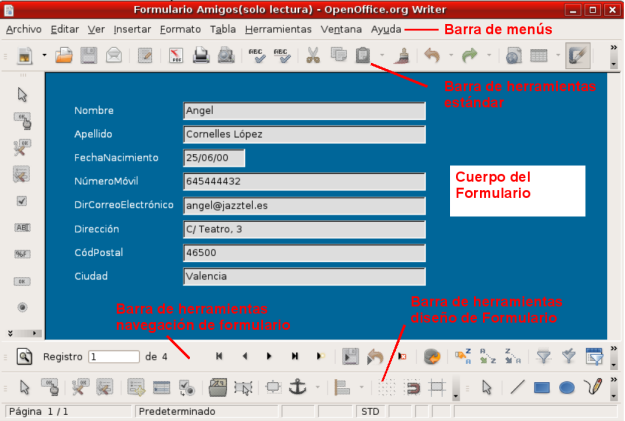 Formulario Amigos(solo lectura) - OpenOffice.org Writer
Archivo Editar Ver Insertar Formato Tabla Herramientas Ventana Ayuda
Barra de menús
Barra de herramientas
estándar
Nombre Angel
Apellido Cornelles López
FechaNacimiento 25/06/00
NúmeroMóvil 645444432
DirCorreoElectrónico angel@jazztel.es
Dirección C/ Teatro, 3
CódPostal 46500
Ciudad Valencia
Cuerpo del
Formulario
Barra de herramientas
navegación de formulario
Barra de herramientas
diseño de Formulario
Registro 1 de 4
Página 1 / 1 Predeterminado STD